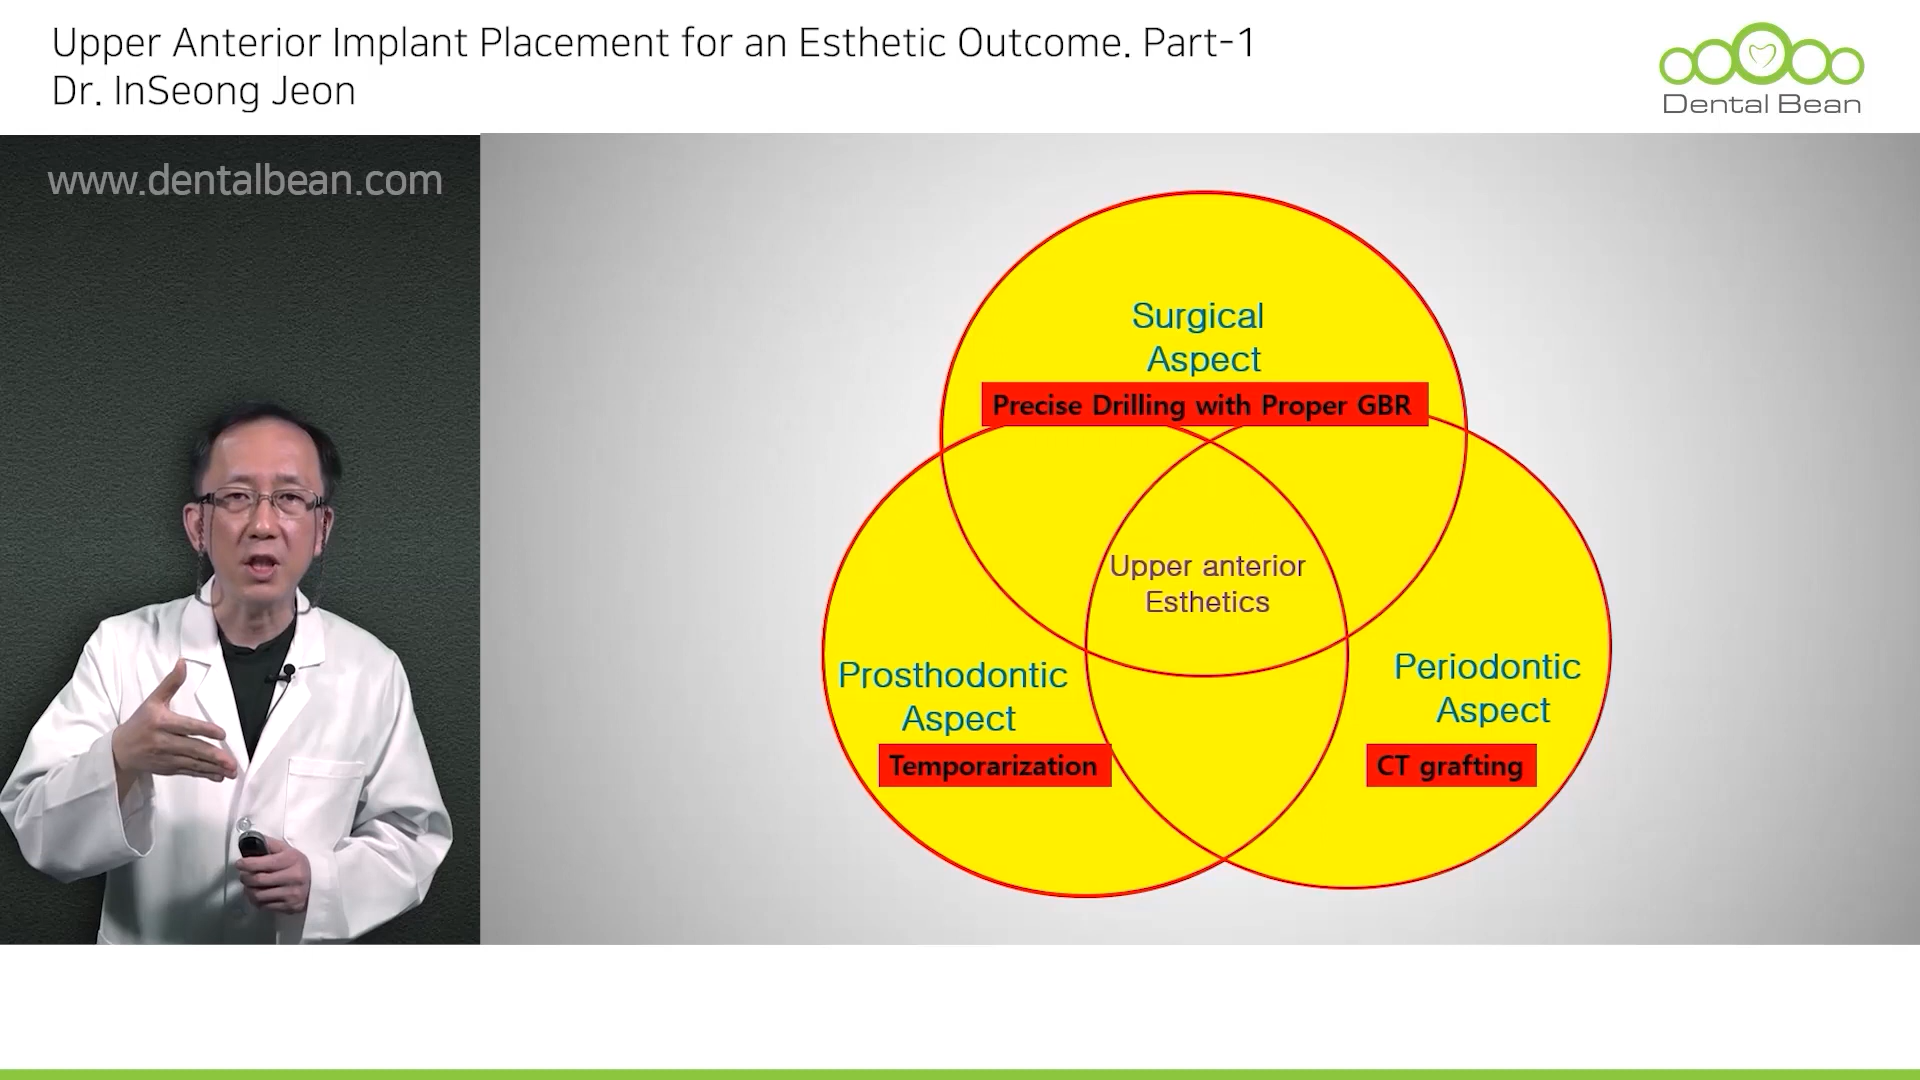 Upper Anterior Implant Placement for an Esthetic Outcome. Part-1
Dr. InSeong Jeon
Dental Bean
www.dentalbean.com
Surgical
Aspect
Precise Drilling with Proper GBR
Upper anterior
Esthetics
Prosthodontic
Aspect
Temporarization
Periodontic
Aspect
CT grafting